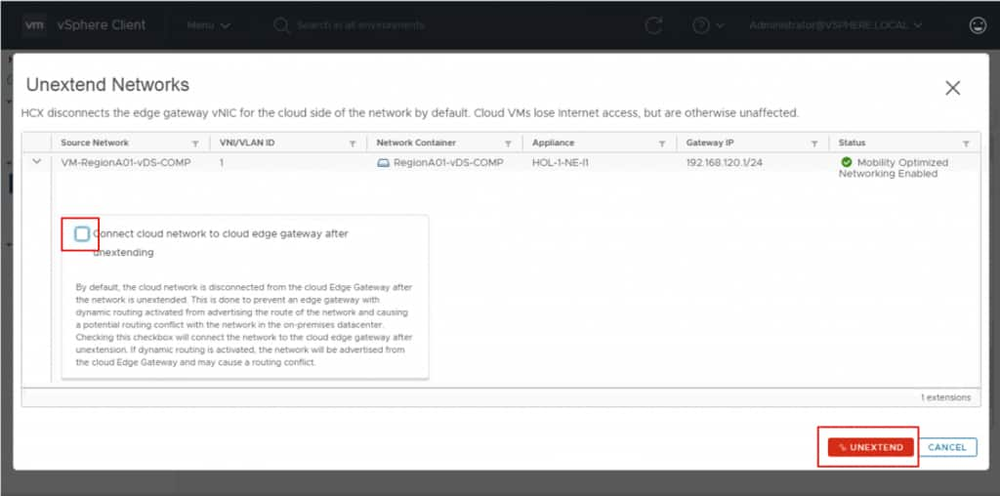 vm vSphere Client Menu Search in all environments Administrator@VSPHERE.LOCAL
Unextend Networks
HCX disconnects the edge gateway vNIC for the cloud side of the network by default. Cloud VMs lose Internet access, but are otherwise unaffected.
Source Network VNI/VLAN ID Network Container Appliance Gateway IP Status
VM-RegionA01-vDS-COMP 1 RegionA01-vDS-COMP HOL-1-NE-I1 192.168.120.1/24 Mobility Optimized
Networking Enabled
Connect cloud network to cloud edge gateway after
unextending
By default, the cloud network is disconnected from the cloud Edge Gateway after
the network is unextended. This is done to prevent an edge gateway with
dynamic routing activated from advertising the route of the network and causing
a potential routing conflict with the network in the on-premises datacenter.
Checking this checkbox will connect the network to the cloud edge gateway after
unextension. If dynamic routing is activated, the network will be advertised from
the cloud Edge Gateway and may cause a routing conflict.
1 extensions
UNEXTEND CANCEL